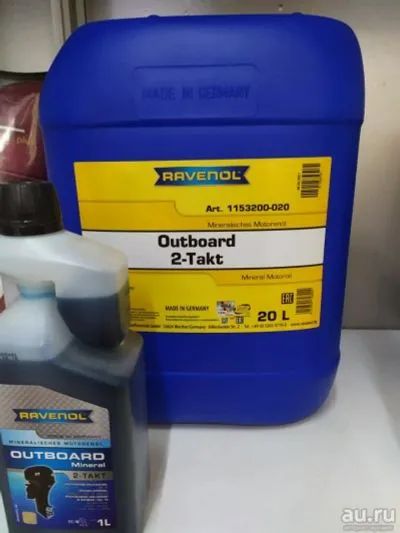 MADE IN GERMANY
RAVENOL
Art. 1153200-020
Mineralisches Motorenöl
Outboard
2-Takt
Mineral Motoroil
MADE IN GERMANY
20 L
EAC
RAVENOL
MINERALISCHES MOTORENÖL
OUTBOARD
Mineral
2-TAKT
1L
au.ru